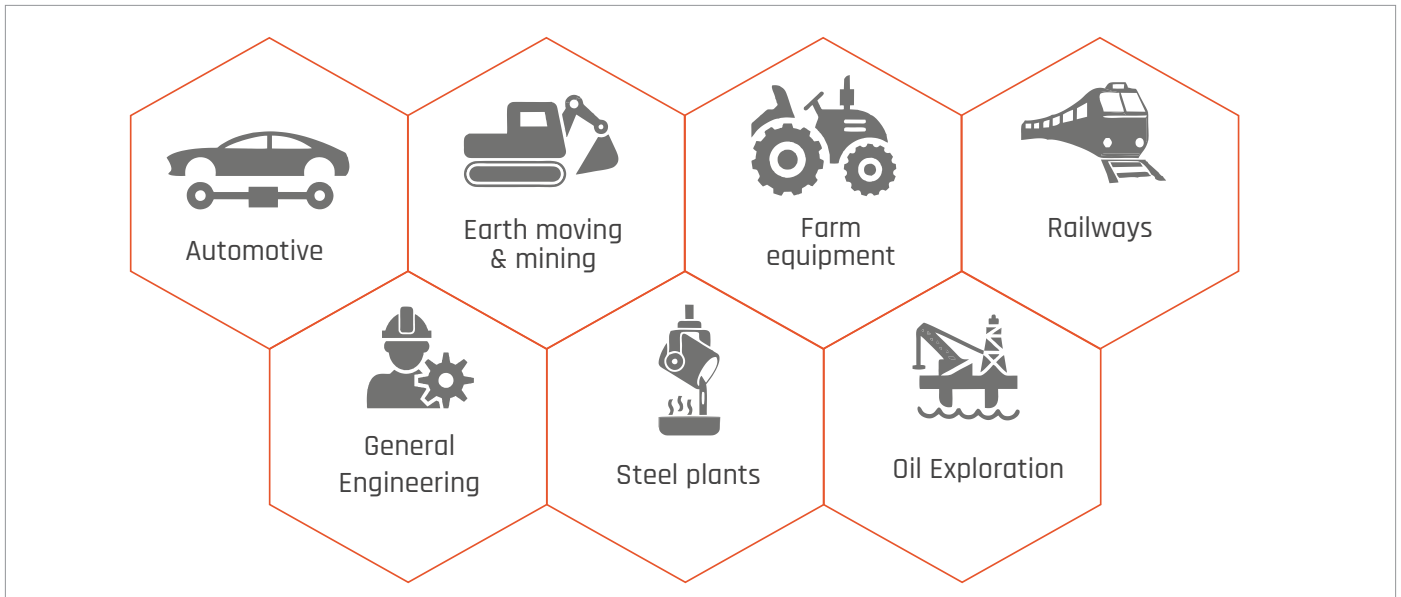 Automotive
Earth moving
& mining
Farm
equipment
Railways
General
Engineering
Steel plants
Oil Exploration